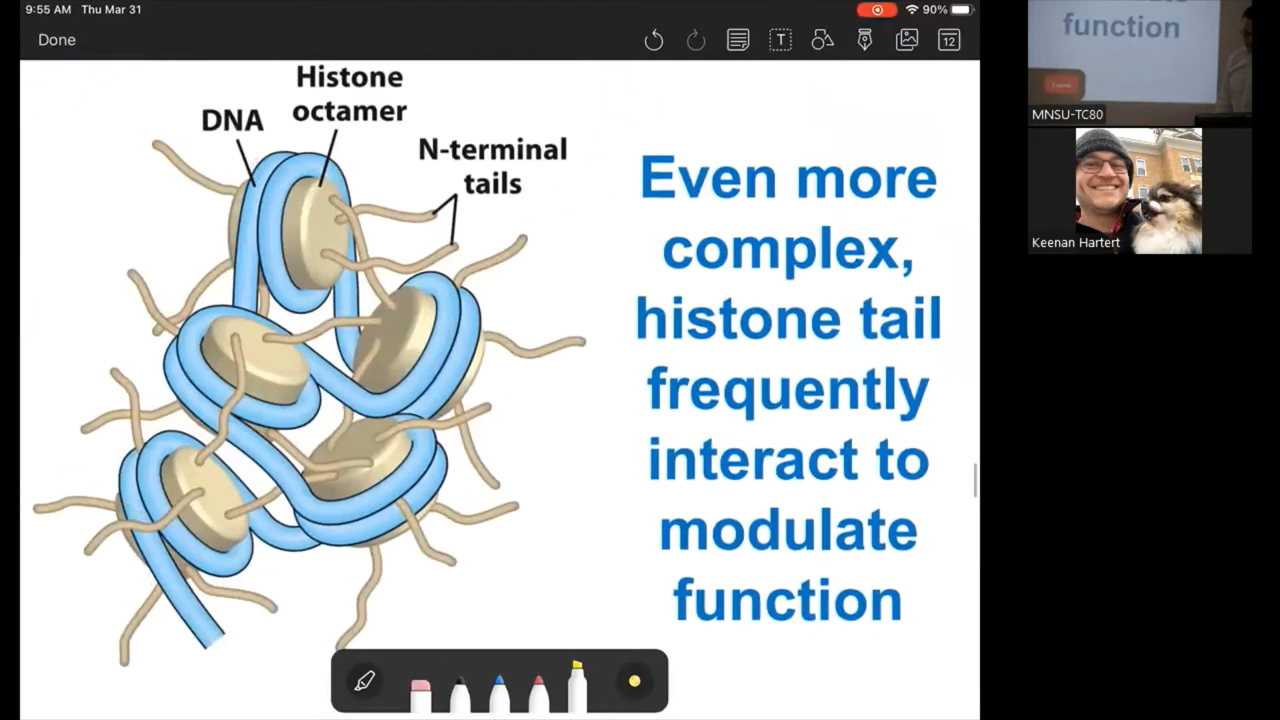 9:55 AM Thu Mar 31
90%
Done
T
12
Histone
octamer
DNA
N-terminal
tails
Even more
complex,
histone tail
frequently
interact to
modulate
function
function
MNSU-TC80
Keenan Hartert